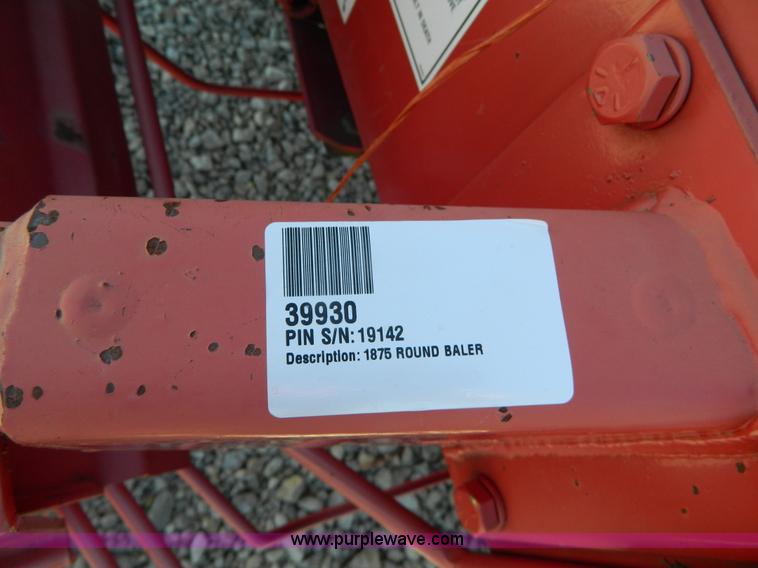 39930
PIN S/N: 19142
Description: 1875 ROUND BALER
www.purplewave.com